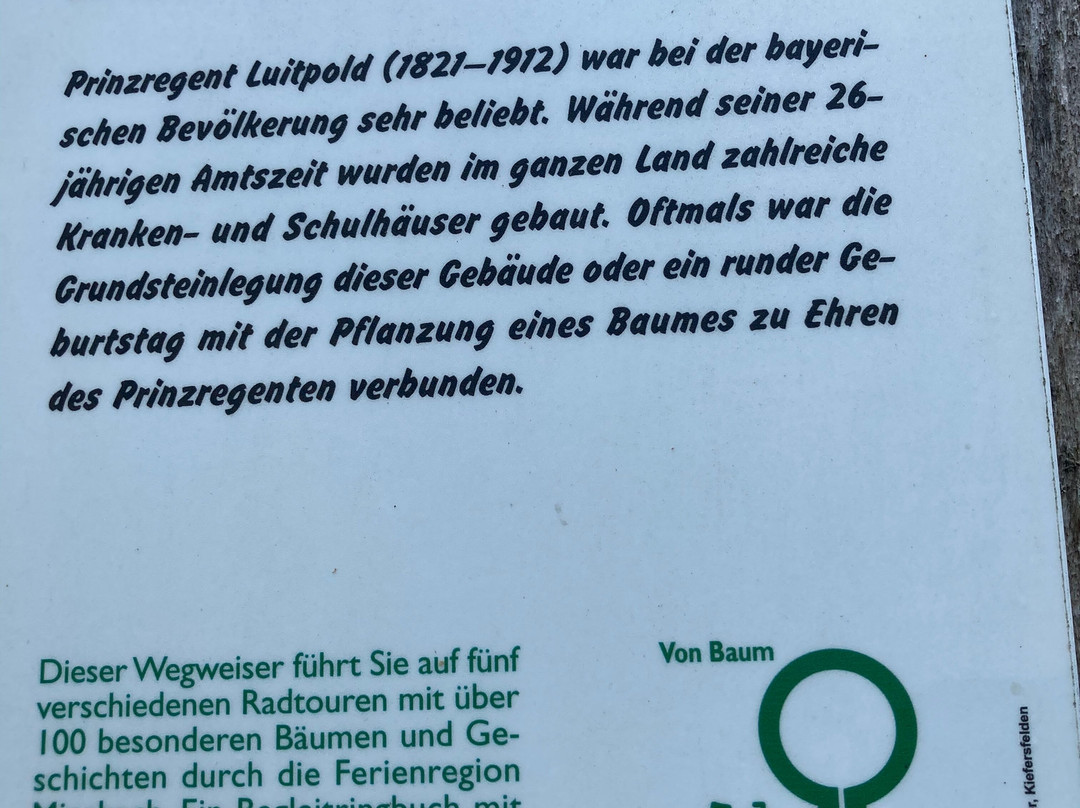 Prinzregent Luitpold (1821–1912) war bei der bayeri-
schen Bevölkerung sehr beliebt. Während seiner 26-
jährigen Amtszeit wurden im ganzen Land zahlreiche
Kranken- und Schulhäuser gebaut. Oftmals war die
Grundsteinlegung dieser Gebäude oder ein runder Ge-
burtstag mit der Pflanzung eines Baumes zu Ehren
des Prinzregenten verbunden.
Dieser Wegweiser führt Sie auf fünf
verschiedenen Radtouren mit über
100 besonderen Bäumen und Ge-
schichten durch die Ferienregion
Ein Begleitringbuch mit
Von Baum
Kiefersfelden